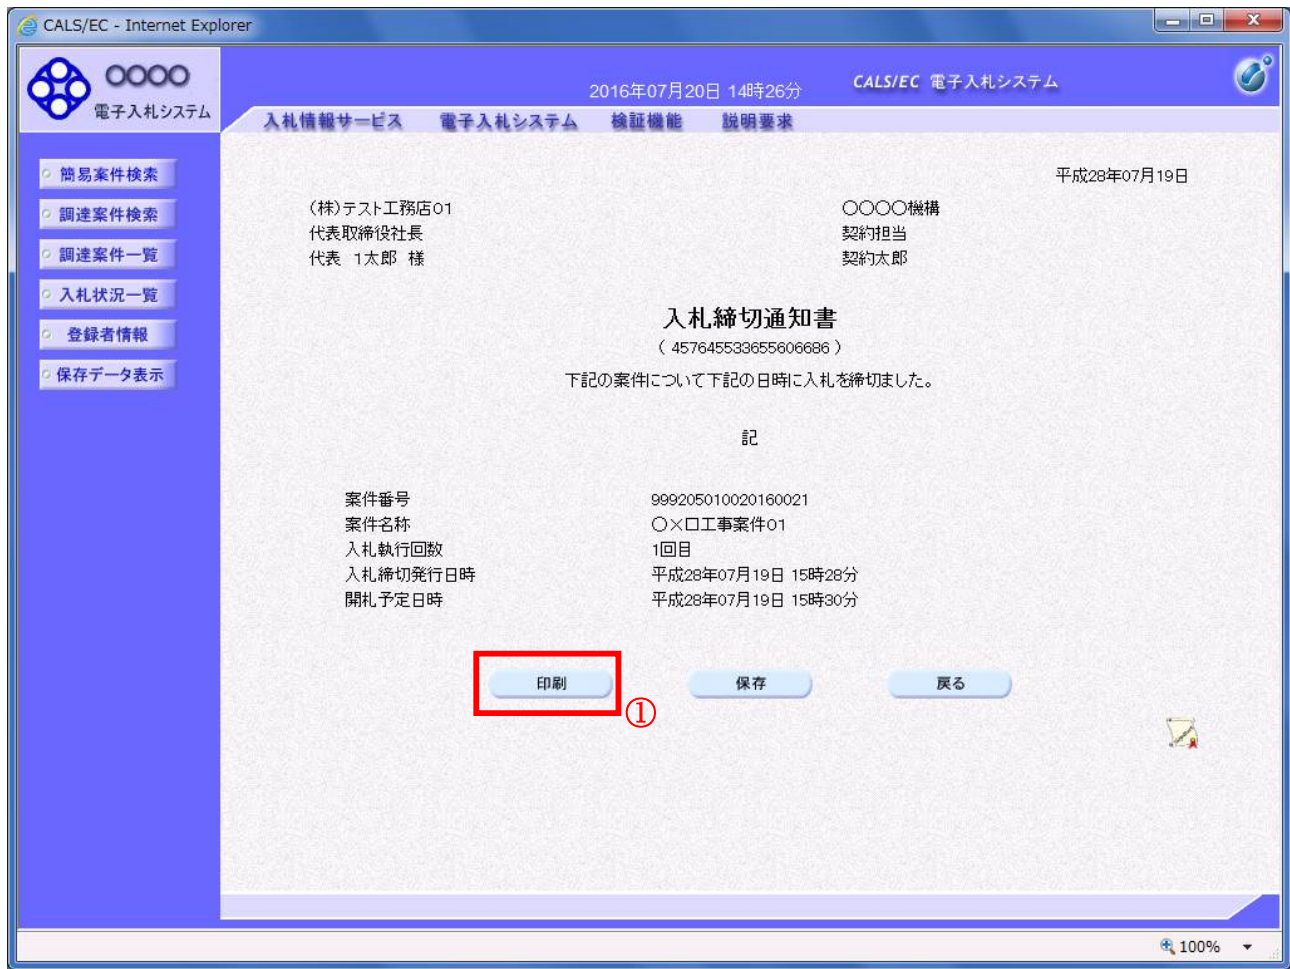 CALS/EC - Internet Explorer
○○○○
電子入札システム
2016年07月20日 14時26分
CALS/EC 電子入札システム
入札情報サービス 電子入札システム 検証機能 説明要求
簡易案件検索
調達案件検索
調達案件一覧
入札状況一覧
登録者情報
保存データ表示
平成28年07月19日
(株)テスト工務店01
代表取締役社長
代表 1太郎 様
○○○○機構
契約担当
契約太郎
入札締切通知書
( 457645533655606686 )
下記の案件について下記の日時に入札を締切ました。
記
案件番号 999205010020160021
案件名称 ○×口工事案件01
入札執行回数 1回目
入札締切発行日時 平成28年07月19日 15時28分
開札予定日時 平成28年07月19日 15時30分
印刷 保存 戻る
①
100%